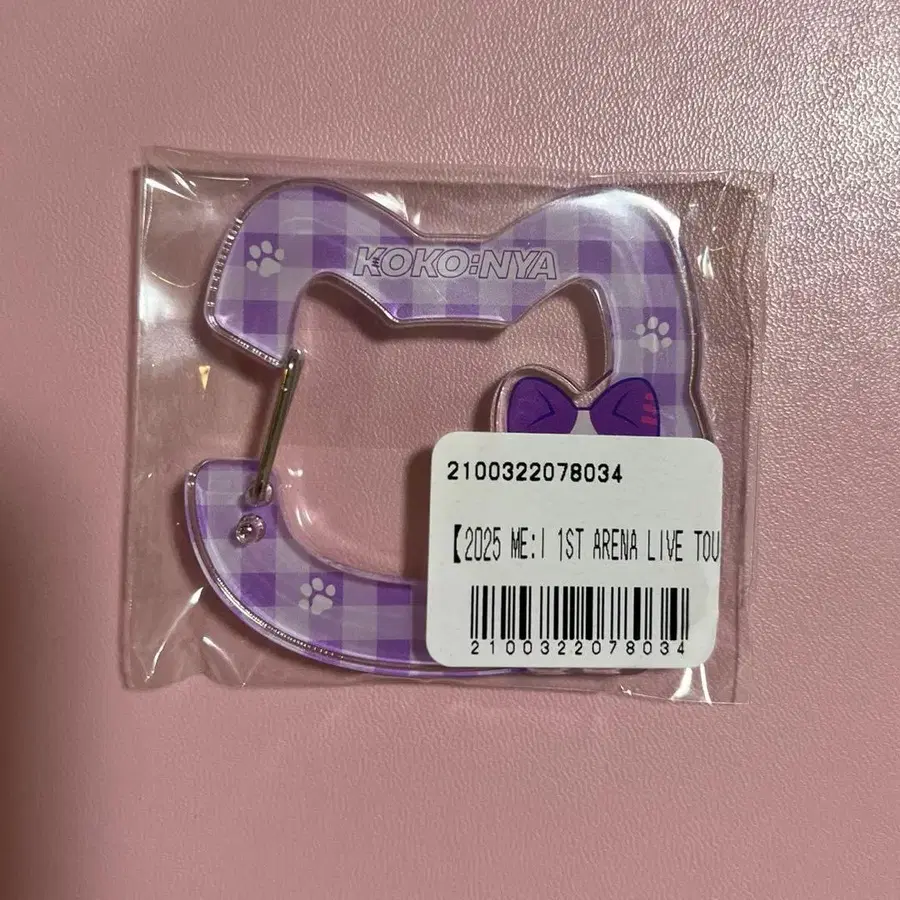 KOKO:NYA
2100322078034
【2025 ME:I 1ST ARENA LIVE TOU
2100322078034